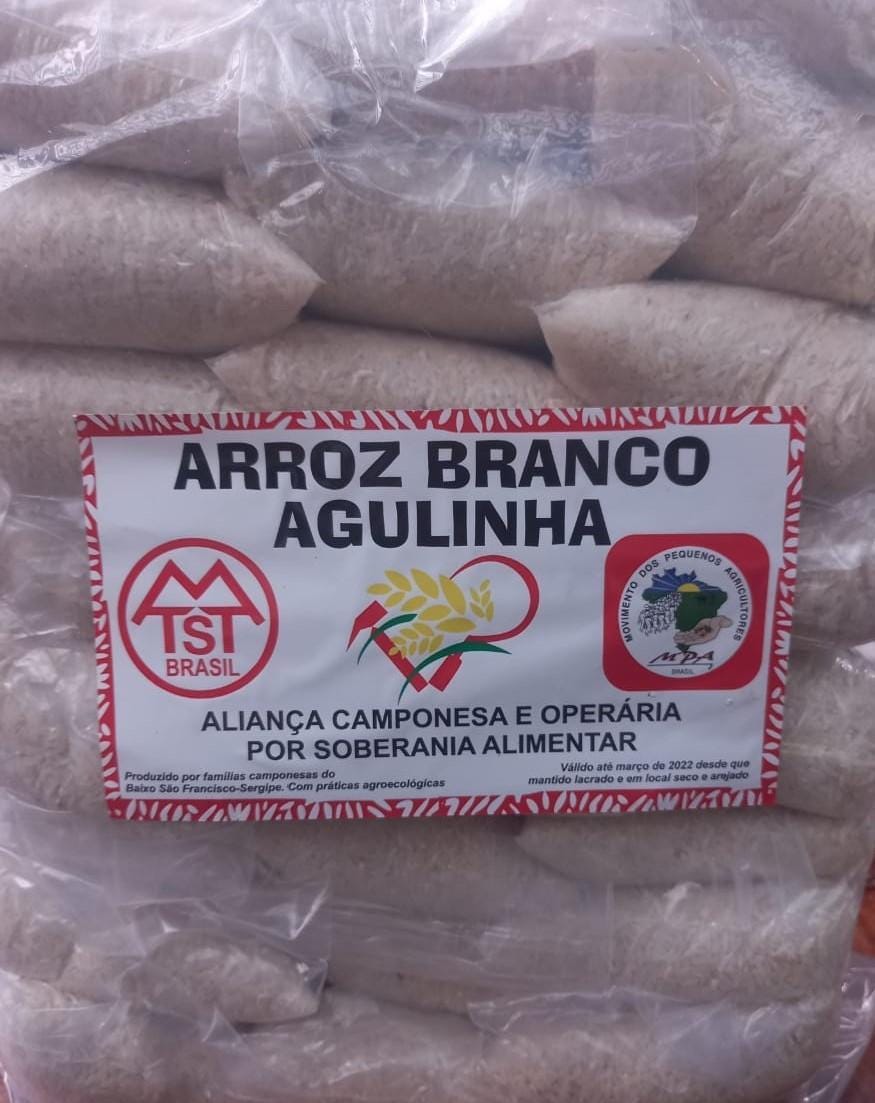 ARROZ BRANCO
AGULINHA
MTST
BRASIL
MOVIMENTO DOS PEQUENOS AGRICULTORES
MPA
BRASIL
ALIANÇA CAMPONESA E OPERÁRIA
POR SOBERANIA ALIMENTAR
Produzido por famílias camponesas do
Baixo São Francisco-Sergipe. Com práticas agroecológicas
Válido até março de 2022 desde que
mantido lacrado e em local seco e arejado